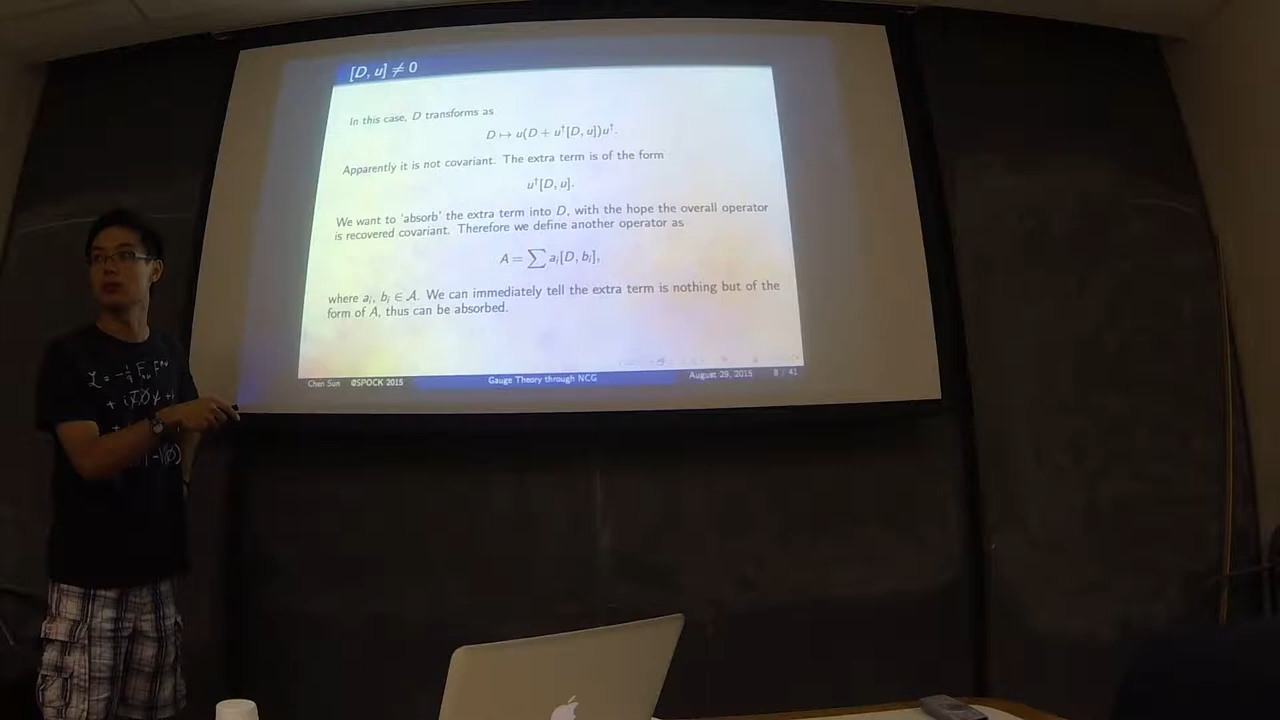 [D, u] ≠ 0
In this case, D transforms as
D ↦ u(D + u†[D, u])u†.
Apparently it is not covariant. The extra term is of the form
u†[D, u].
We want to 'absorb' the extra term into D, with the hope the overall operator
is recovered covariant. Therefore we define another operator as
A = ∑ aᵢ[D, bᵢ],
where aᵢ, bᵢ ∈ 𝒜. We can immediately tell the extra term is nothing but of the
form of A, thus can be absorbed.
Chen Sun @SPOCK 2015 Gauge Theory through NCG August 29, 2015 8 / 41